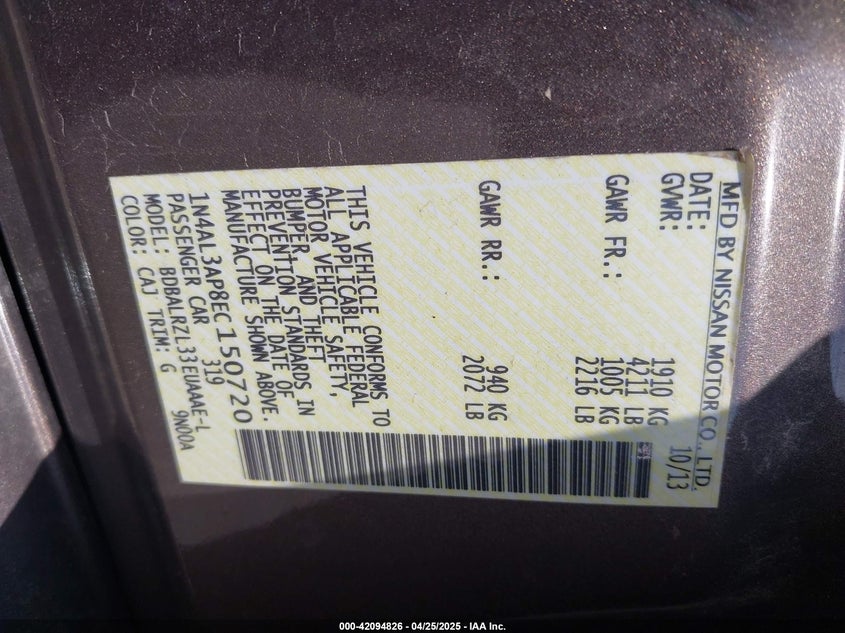 MFD BY NISSAN MOTOR CO., LTD.
DATE: 10/13
GVWR: 1910 KG
4211 LB
GAWR FR.: 1005 KG
2216 LB
GAWR RR.: 940 KG
2072 LB
THIS VEHICLE CONFORMS TO
ALL APPLICABLE FEDERAL
MOTOR VEHICLE SAFETY,
BUMPER, AND THEFT
PREVENTION STANDARDS IN
EFFECT ON THE DATE OF
MANUFACTURE SHOWN ABOVE.
1N4AL3AP8EC150720
PASSENGER CAR 319
MODEL: BDBALRZL33EUAAAE-L
COLOR: CAJ TRIM: G 9N00A
000-42094826 - 04/25/2025 - IAA Inc.